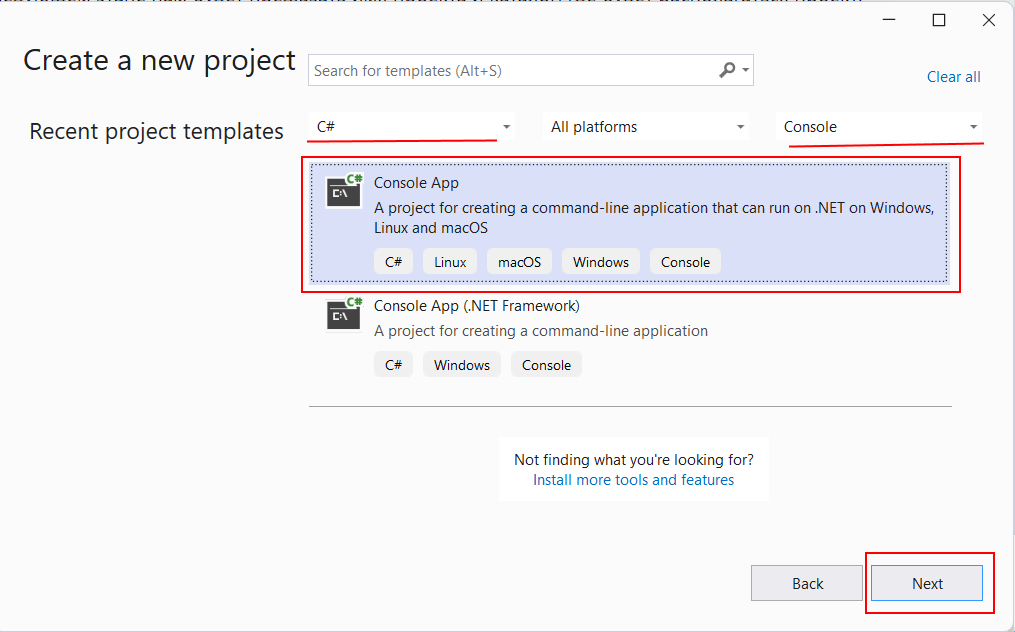 Create a new project
Search for templates (Alt+S)
Clear all
Recent project templates
C#
All platforms
Console
C#
C:\
Console App
A project for creating a command-line application that can run on .NET on Windows,
Linux and macOS
C# Linux macOS Windows Console
C#
C:\
Console App (.NET Framework)
A project for creating a command-line application
C# Windows Console
Not finding what you're looking for?
Install more tools and features
Back
Next